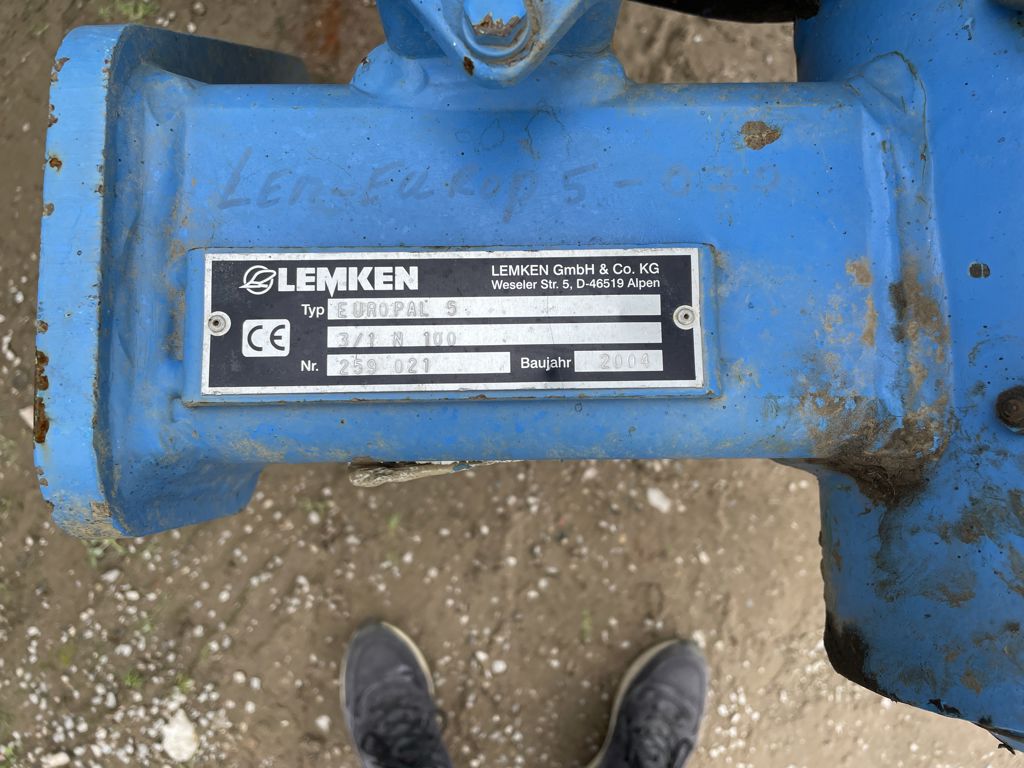 Lem-Europ 5 -
LEMKEN
LEMKEN GmbH & Co. KG
Weseler Str. 5, D-46519 Alpen
Typ EUROPAL 5
3/1 N 100
CE
Nr. 259 021 Baujahr 2004